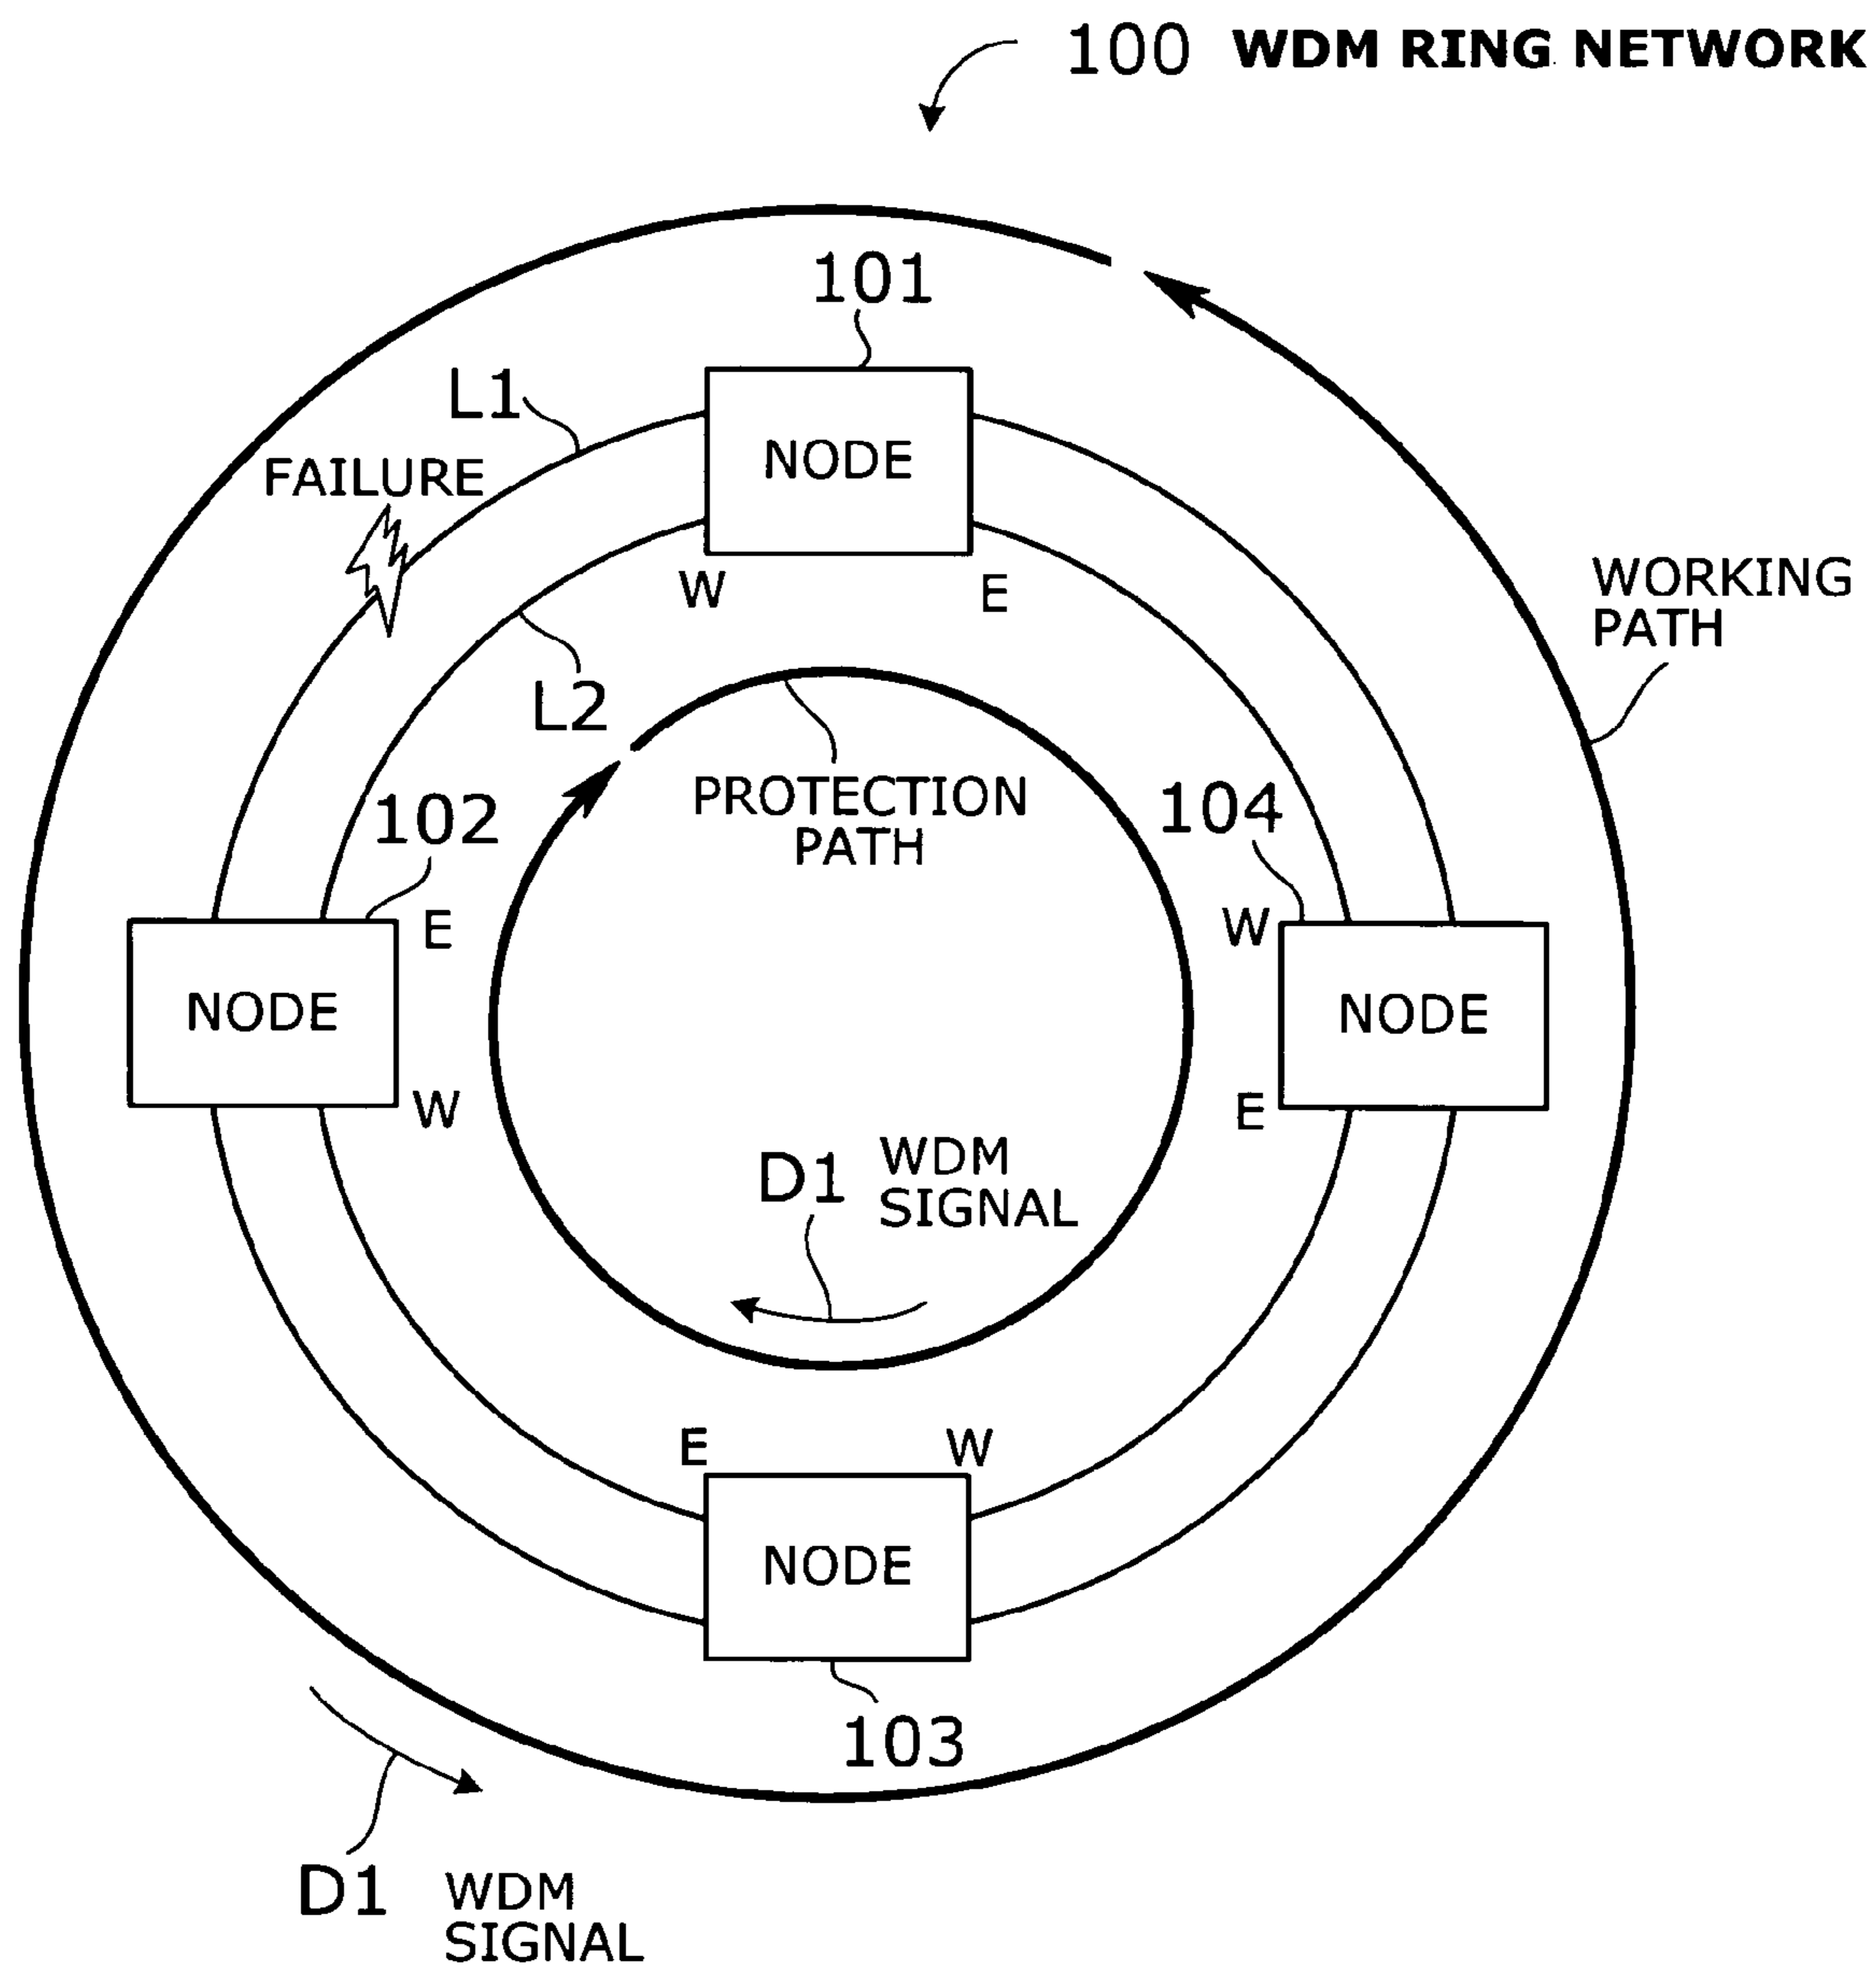 100 WDM RING NETWORK
101
L1
NODE
FAILURE
W
E
WORKING
PATH
L2
PROTECTION
PATH
102
104
E
W
NODE
NODE
W
E
D1 WDM
SIGNAL
E
W
NODE
103
D1 WDM
SIGNAL